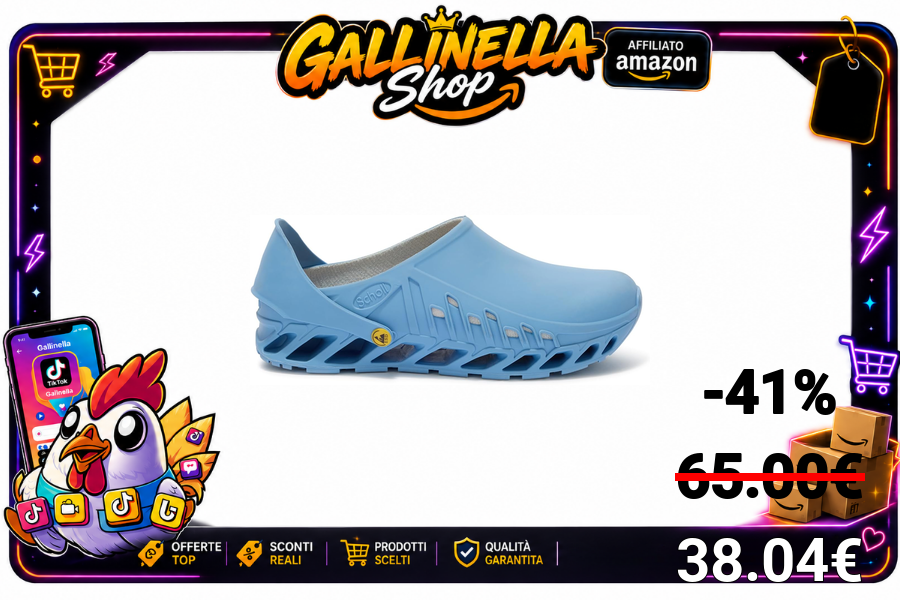 GALLINELLA
Shop
AFFILIATO
amazon
Scholl
Gallinella
TikTok
Gallinella
-41%
65.00€
38.04€
OFFERTE
TOP
SCONTI
REALI
PRODOTTI
SCELTI
QUALITÀ
GARANTITA